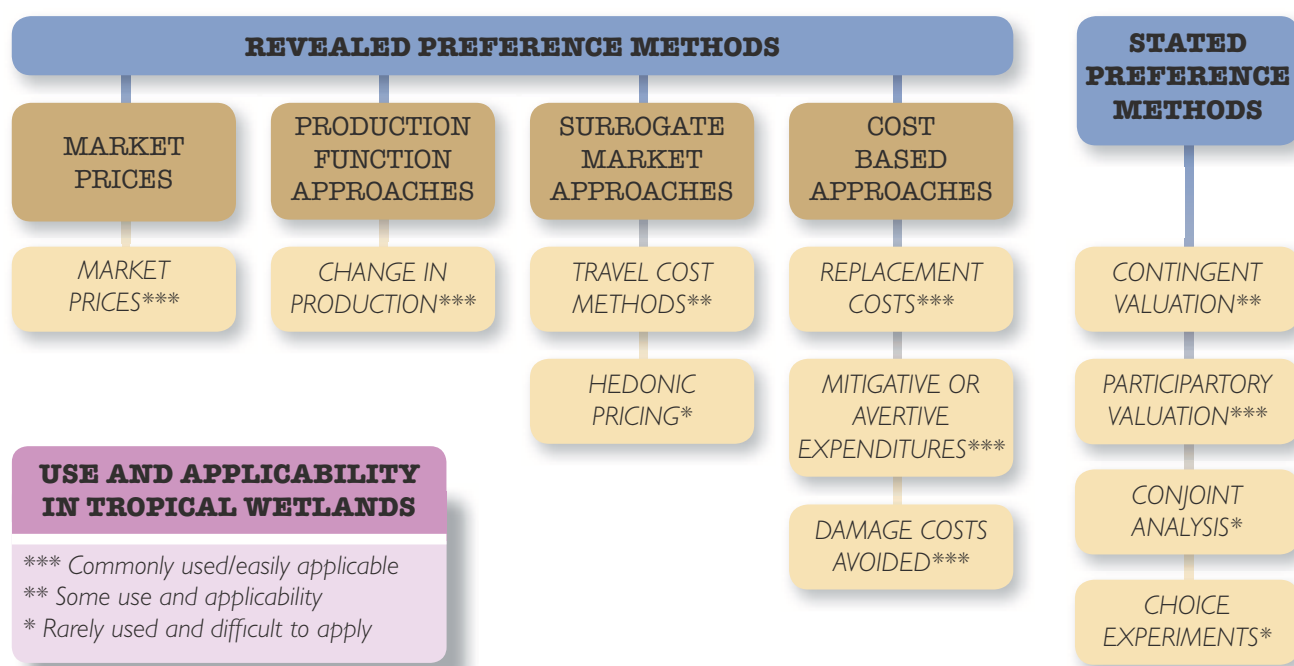 REVEALED PREFERENCE METHODS
STATED
PREFERENCE
METHODS
MARKET
PRICES
PRODUCTION
FUNCTION
APPROACHES
SURROGATE
MARKET
APPROACHES
COST
BASED
APPROACHES
MARKET
PRICES***
CHANGE IN
PRODUCTION***
TRAVEL COST
METHODS**
REPLACEMENT
COSTS***
CONTINGENT
VALUATION**
HEDONIC
PRICING*
MITIGATIVE OR
AVERTIVE
EXPENDITURES***
PARTICIPARTORY
VALUATION***
DAMAGE COSTS
AVOIDED***
CONJOINT
ANALYSIS*
CHOICE
EXPERIMENTS*
USE AND APPLICABILITY
IN TROPICAL WETLANDS
*** Commonly used/easily applicable
** Some use and applicability
* Rarely used and difficult to apply